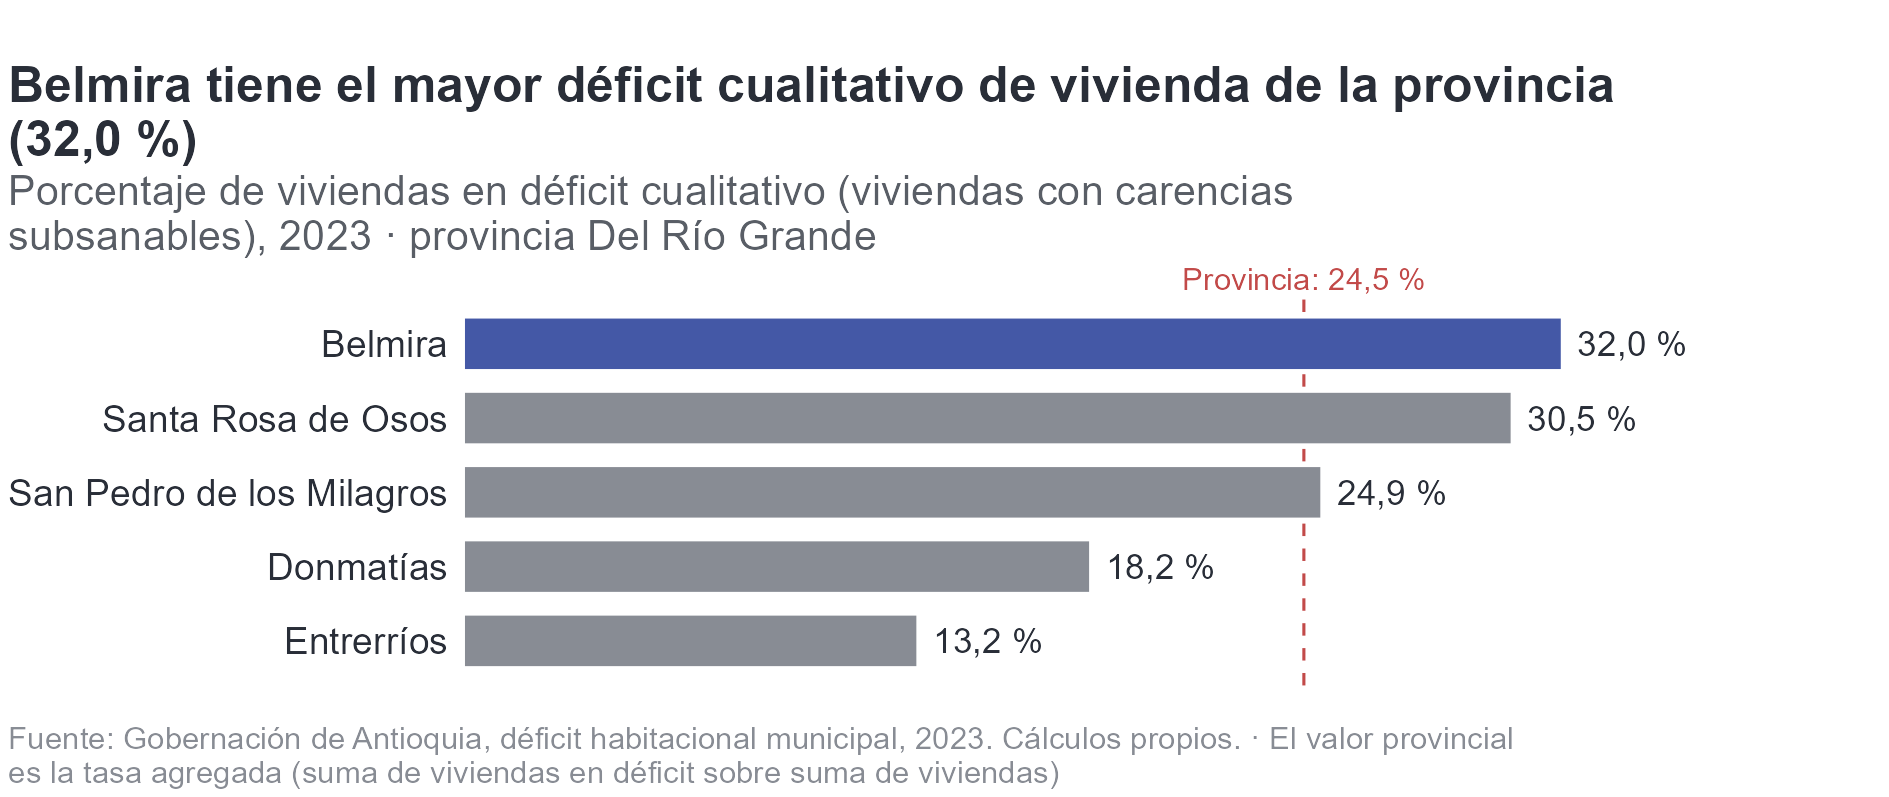 Belmira tiene el mayor déficit cualitativo de vivienda de la provincia
(32,0 %)
Porcentaje de viviendas en déficit cualitativo (viviendas con carencias
subsanables), 2023 · provincia Del Río Grande
Provincia: 24,5 %
Belmira 32,0 %
Santa Rosa de Osos 30,5 %
San Pedro de los Milagros 24,9 %
Donmatías 18,2 %
Entrerríos 13,2 %
Fuente: Gobernación de Antioquia, déficit habitacional municipal, 2023. Cálculos propios. · El valor provincial
es la tasa agregada (suma de viviendas en déficit sobre suma de viviendas)